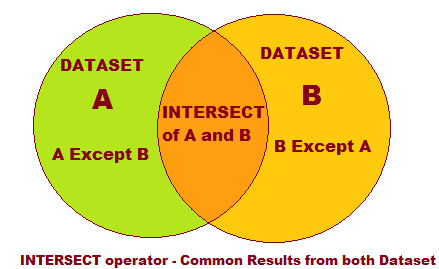 DATASET
A
A Except B
INTERSECT
of A and B
DATASET
B
B Except A
INTERSECT operator - Common Results from both Dataset